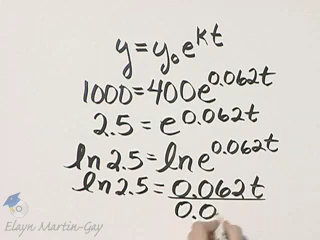 y = y₀e^kt
1000 = 400e^0.062t
2.5 = e^0.062t
ln 2.5 = ln e^0.062t
ln 2.5 = 0.062t
0.0
Elayn Martin-Gay